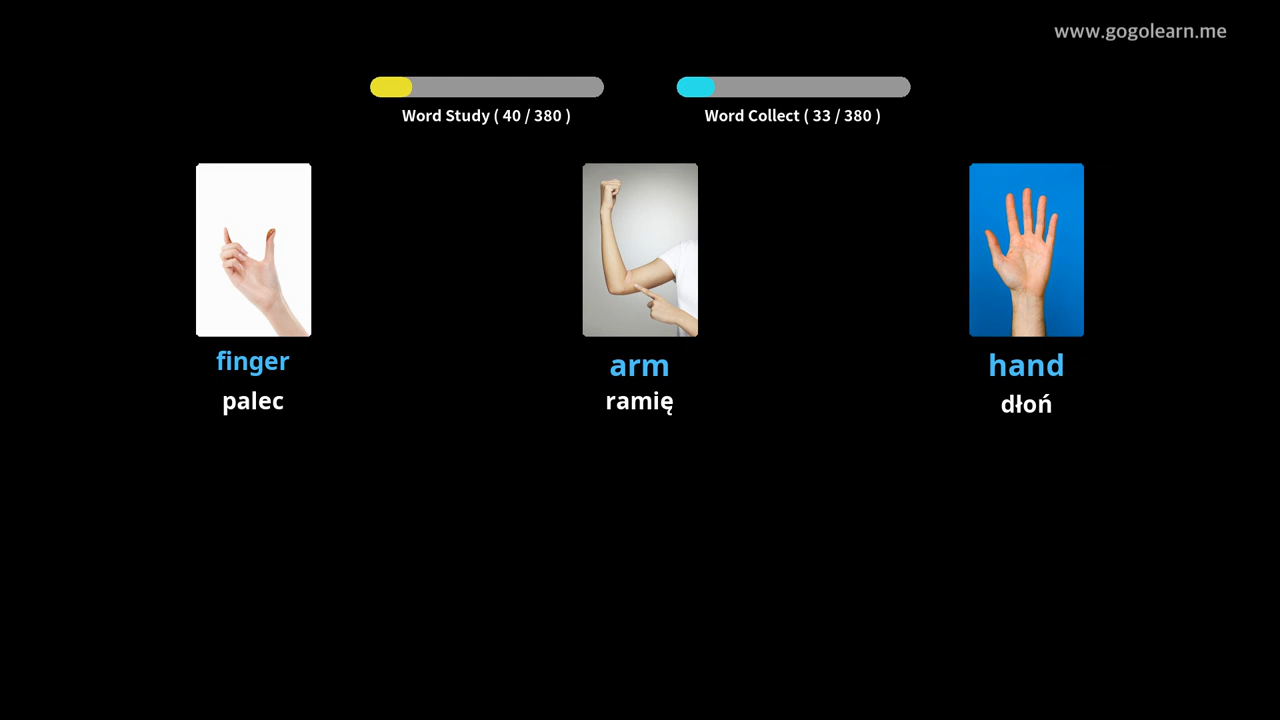 www.gogolearn.me
Word Study ( 40 / 380 )
Word Collect ( 33 / 380 )
finger
arm
hand
palec
ramię
dłoń